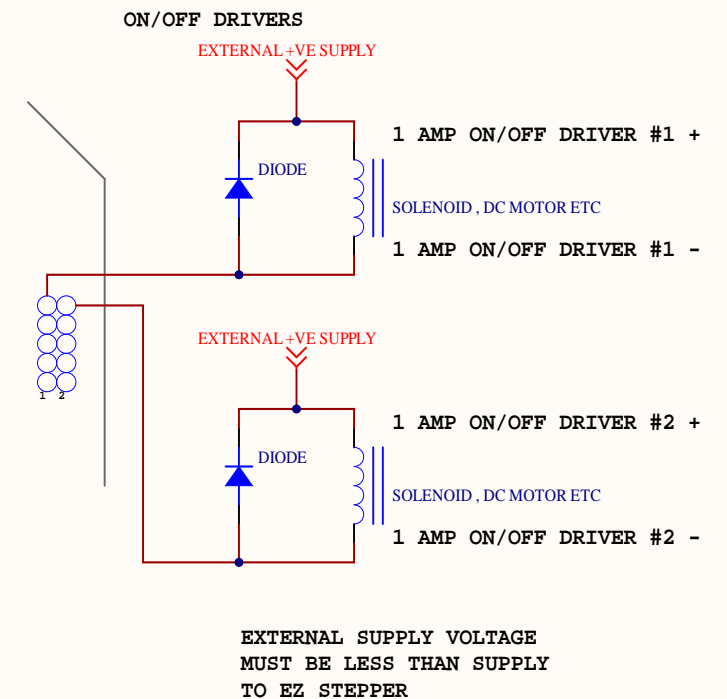 ON/OFF DRIVERS
EXTERNAL +VE SUPPLY
1 AMP ON/OFF DRIVER #1 +
DIODE
SOLENOID , DC MOTOR ETC
1 AMP ON/OFF DRIVER #1 -
EXTERNAL +VE SUPPLY
1 2
1 AMP ON/OFF DRIVER #2 +
DIODE
SOLENOID , DC MOTOR ETC
1 AMP ON/OFF DRIVER #2 -
EXTERNAL SUPPLY VOLTAGE
MUST BE LESS THAN SUPPLY
TO EZ STEPPER